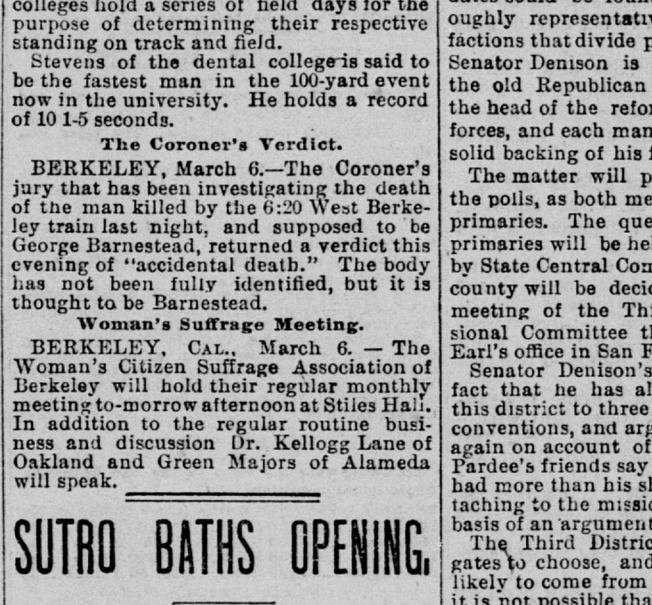 colleges hold a series of field days for the
purpose of determining their respective
standing on track and field.
Stevens of the dental college is said to
be the fastest man in the 100-yard event
now in the university. He holds a record
of 10 1-5 seconds.
The Coroner's Verdict.
BERKELEY, March 6.—The Coroner's
jury that has been investigating the death
of the man killed by the 6:20 West Berke-
ley train last night, and supposed to be
George Barnestead, returned a verdict this
evening of "accidental death." The body
has not been fully identified, but it is
thought to be Barnestead.
Woman's Suffrage Meeting.
BERKELEY, CAL., March 6. — The
Woman's Citizen Suffrage Association of
Berkeley will hold their regular monthly
meeting to-morrow afternoon at Stiles Hall.
In addition to the regular routine busi-
ness and discussion Dr. Kellogg Lane of
Oakland and Green Majors of Alameda
will speak.
SUTRO BATHS OPENING.
oughly representativ
factions that divide p
Senator Denison is
the old Republican
the head of the refor
forces, and each man
solid backing of his
The matter will p
the polls, as both me
primaries. The que
primaries will be hel
by State Central Com
county will be decid
meeting of the Thi
sional Committee th
Earl's office in San F
Senator Denison's
fact that he has al
this district to three
conventions, and arg
again on account of
Pardee's friends say
had more than his sh
taching to the missio
basis of an argument
The Third Distric
gates to choose, and
likely to come from
it is not possible tha